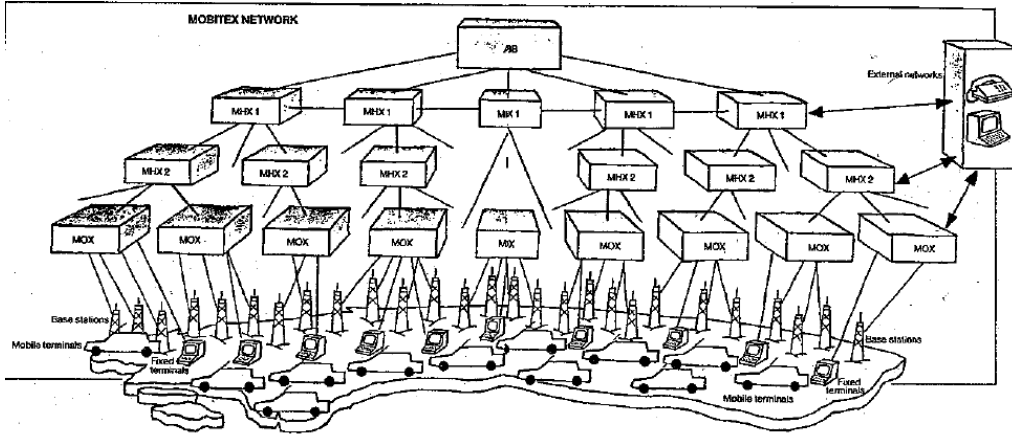 MOBITEX NETWORK
External networks
MHX 1
MHX 1
MIX 1
MHX 1
MHX 1
MHX 2
MHX 2
MHX 2
MHX 2
MHX 2
MHX 2
MOX
MOX
MOX
MOX
MIX
MOX
MOX
MOX
MOX
Base stations
Mobile terminals
Fixed
terminals
Base stations
Mobile terminals
Fixed
terminals